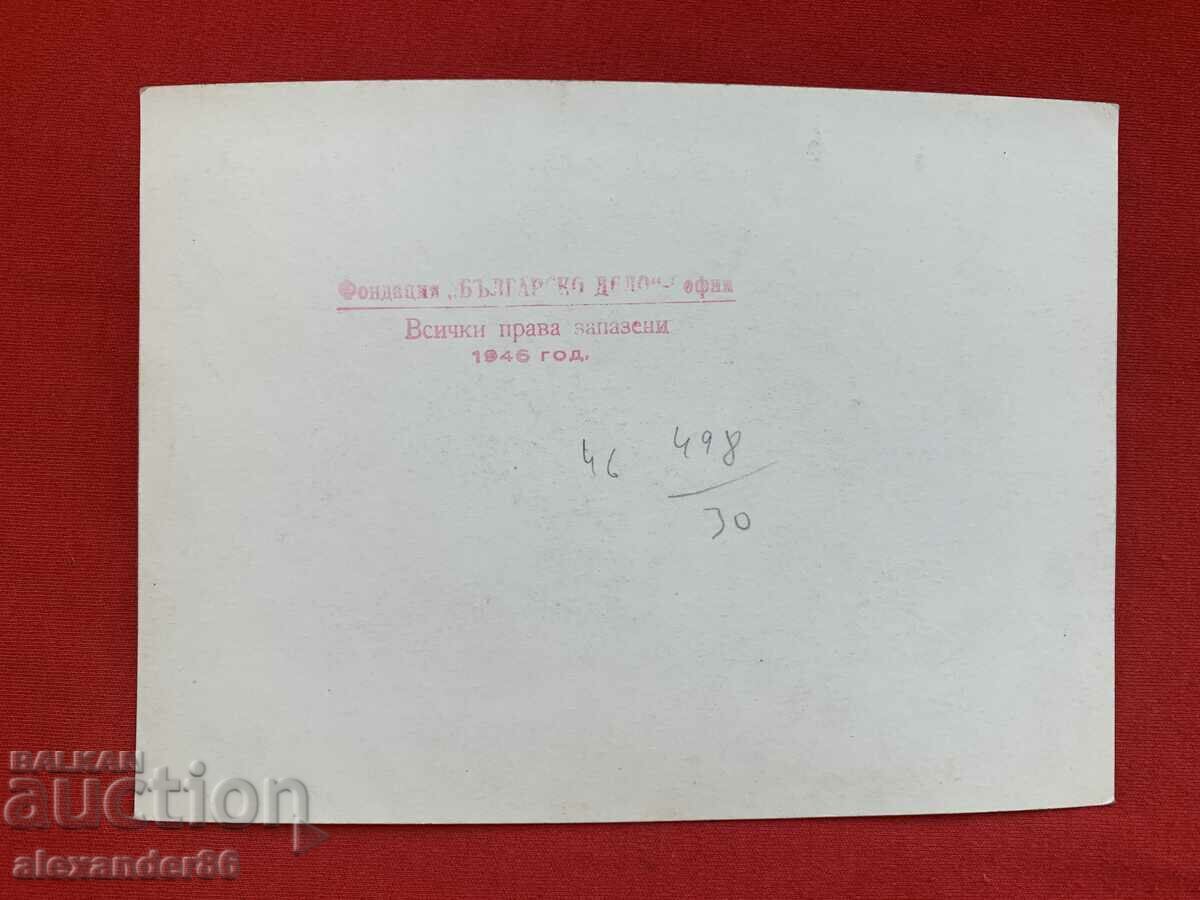 Фондация „БЪЛГАРСКО ДЕЛО“- София
Всички права запазени
1946 год.
46 498
30
BALKAN
auction
alexander86